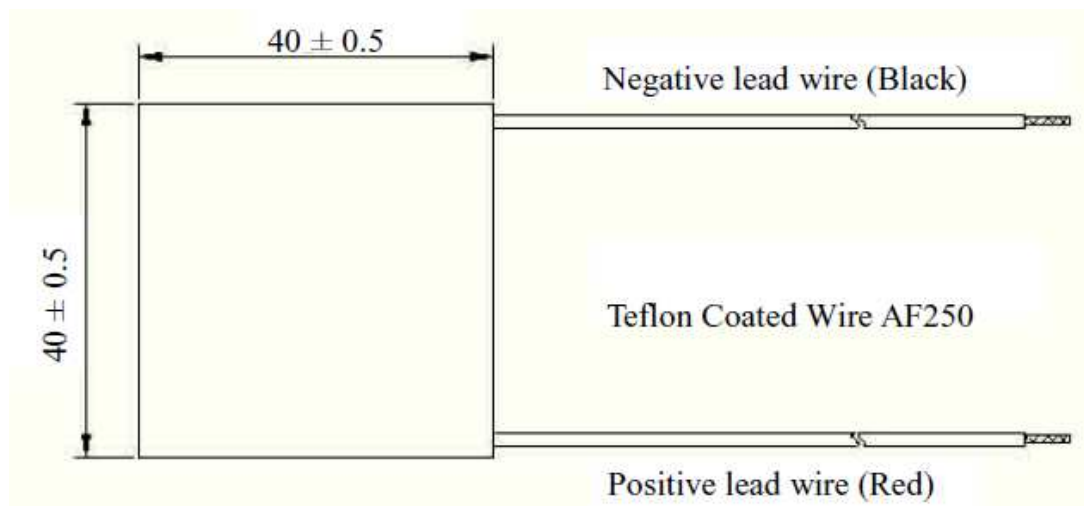 40 ± 0.5
Negative lead wire (Black)
40 ± 0.5
Teflon Coated Wire AF250
Positive lead wire (Red)